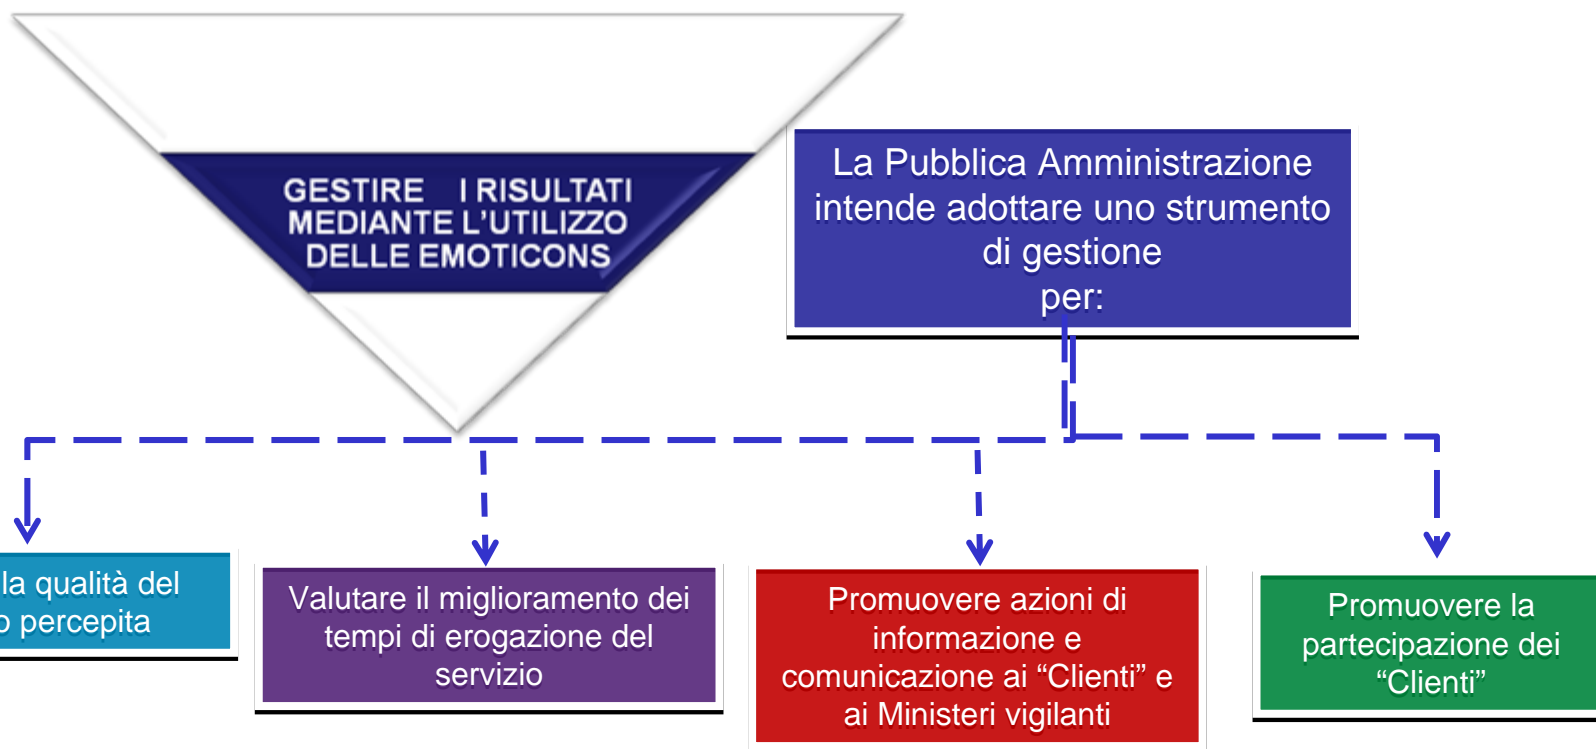 GESTIRE I RISULTATI
MEDIANTE L'UTILIZZO
DELLE EMOTICONS
La Pubblica Amministrazione
intende adottare uno strumento
di gestione
per:
la qualità del
percepita
Valutare il miglioramento dei
tempi di erogazione del
servizio
Promuovere azioni di
informazione e
comunicazione ai “Clienti” e
ai Ministeri vigilanti
Promuovere la
partecipazione dei
“Clienti”